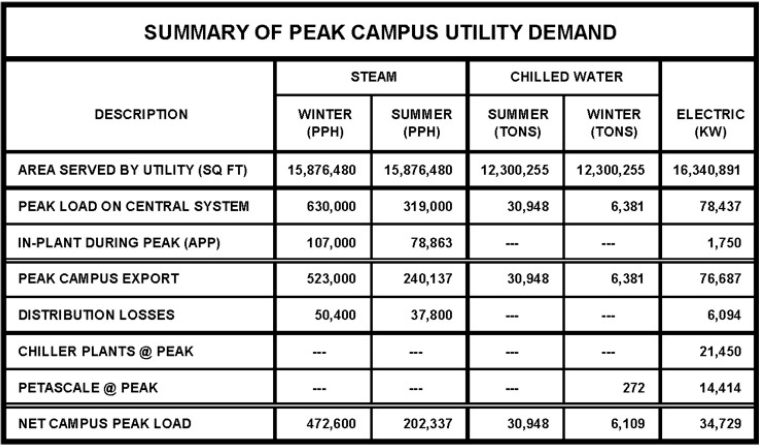 SUMMARY OF PEAK CAMPUS UTILITY DEMAND
DESCRIPTION STEAM CHILLED WATER ELECTRIC (KW)
WINTER (PPH) SUMMER (PPH) SUMMER (TONS) WINTER (TONS)
AREA SERVED BY UTILITY (SQ FT) 15,876,480 15,876,480 12,300,255 12,300,255 16,340,891
PEAK LOAD ON CENTRAL SYSTEM 630,000 319,000 30,948 6,381 78,437
IN-PLANT DURING PEAK (APP) 107,000 78,863 --- --- 1,750
PEAK CAMPUS EXPORT 523,000 240,137 30,948 6,381 76,687
DISTRIBUTION LOSSES 50,400 37,800 --- --- 6,094
CHILLER PLANTS @ PEAK --- --- --- --- 21,450
PETASCALE @ PEAK --- --- --- 272 14,414
NET CAMPUS PEAK LOAD 472,600 202,337 30,948 6,109 34,729